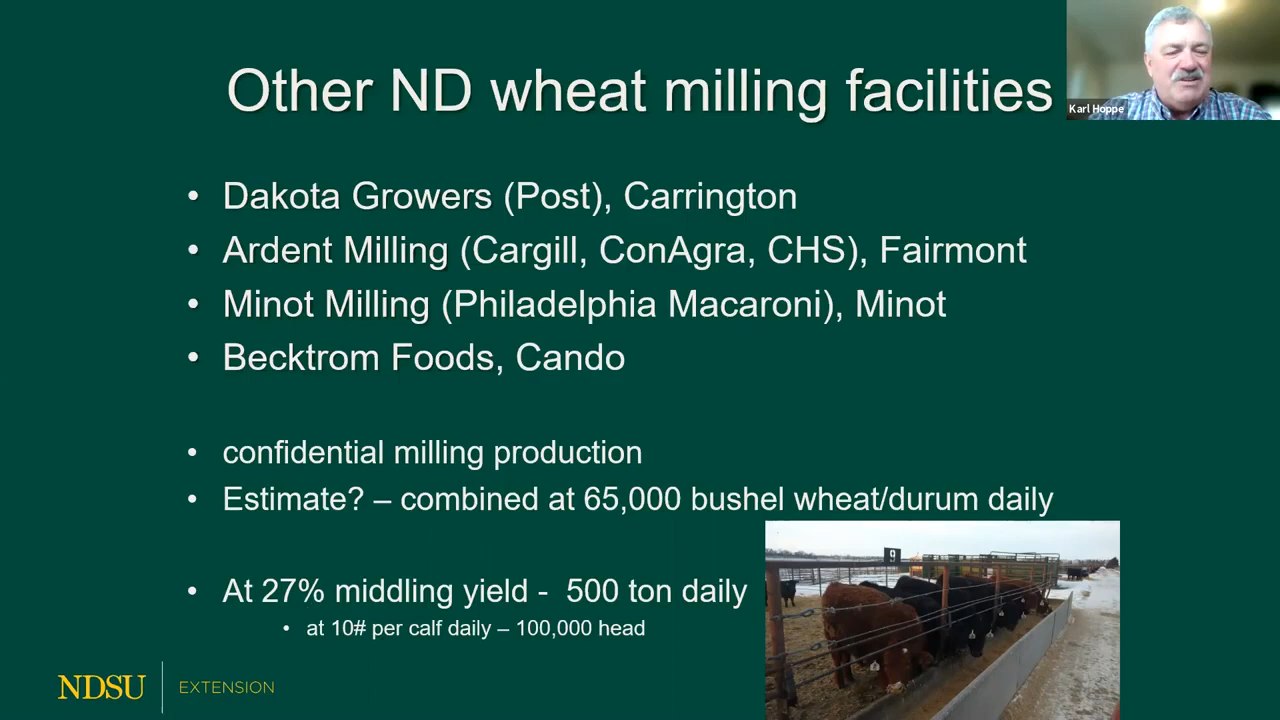 Other ND wheat milling facilities
Karl Hoppe
• Dakota Growers (Post), Carrington
• Ardent Milling (Cargill, ConAgra, CHS), Fairmont
• Minot Milling (Philadelphia Macaroni), Minot
• Becktrom Foods, Cando
• confidential milling production
• Estimate? – combined at 65,000 bushel wheat/durum daily
• At 27% middling yield - 500 ton daily
• at 10# per calf daily – 100,000 head
9
NDSU EXTENSION